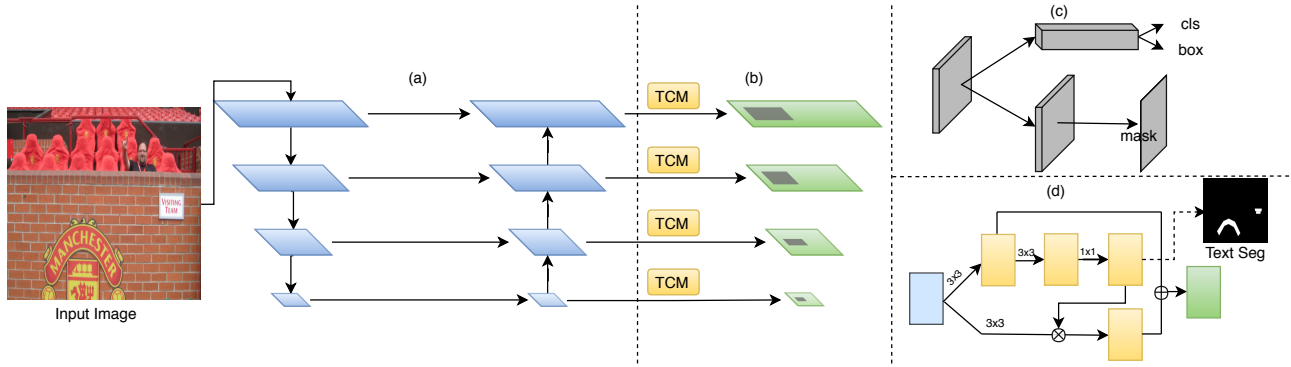 (a)
(b)
TCM
TCM
TCM
TCM
VISITING
TEAM
MANCHESTER
Input Image
(c)
cls
box
mask
(d)
3x3
3x3
1x1
3x3
Text Seg